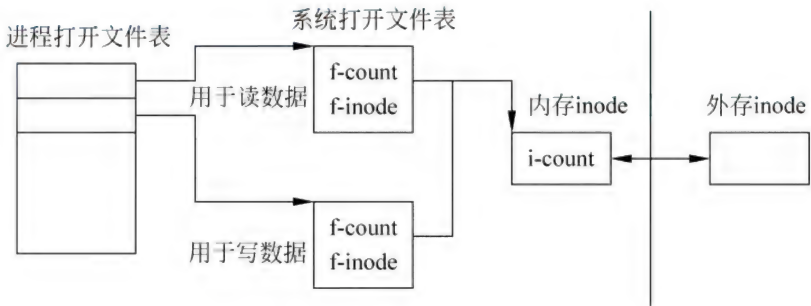 进程打开文件表
系统打开文件表
用于读数据
f-count
f-inode
内存inode
外存inode
i-count
用于写数据
f-count
f-inode